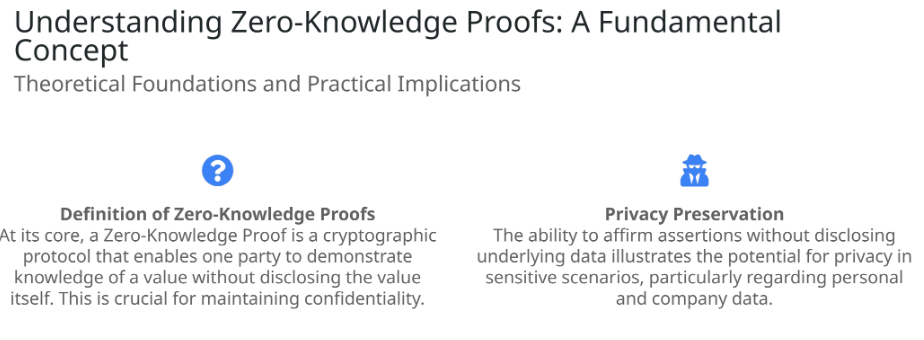 Understanding Zero-Knowledge Proofs: A Fundamental
Concept
Theoretical Foundations and Practical Implications
Definition of Zero-Knowledge Proofs
At its core, a Zero-Knowledge Proof is a cryptographic
protocol that enables one party to demonstrate
knowledge of a value without disclosing the value
itself. This is crucial for maintaining confidentiality.
Privacy Preservation
The ability to affirm assertions without disclosing
underlying data illustrates the potential for privacy in
sensitive scenarios, particularly regarding personal
and company data.